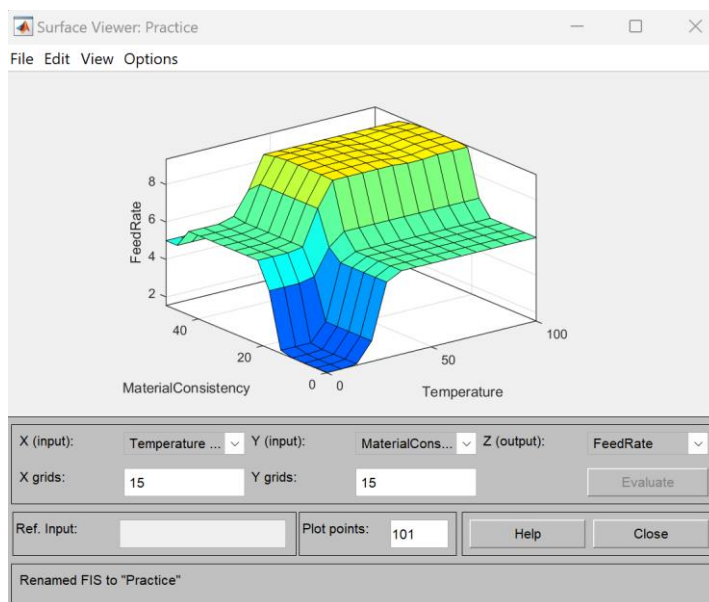 Surface Viewer: Practice
File Edit View Options
8
6
4
2
FeedRate
40
20
0
0
50
100
MaterialConsistency
Temperature
X (input): Temperature ... Y (input): MaterialCons... Z (output): FeedRate
X grids: 15 Y grids: 15 Evaluate
Ref. Input: Plot points: 101 Help Close
Renamed FIS to "Practice"